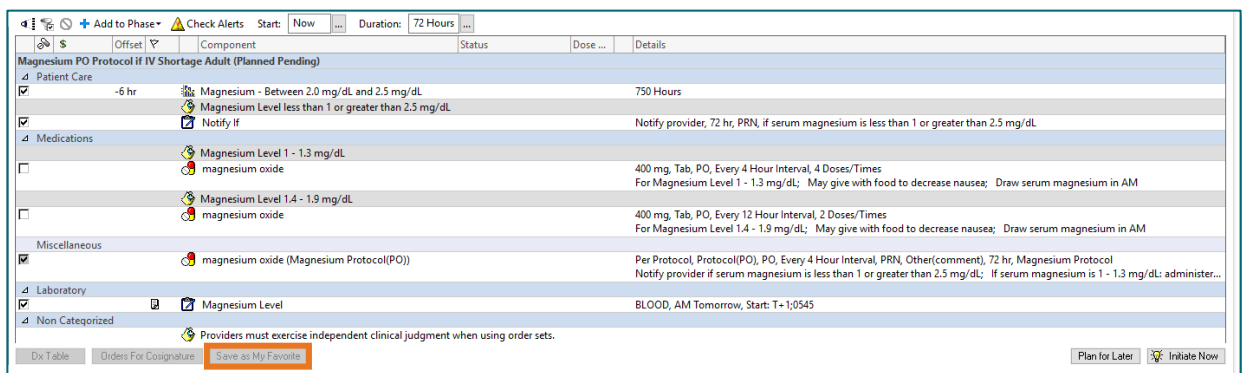 Add to Phase Check Alerts Start: Now ... Duration: 72 Hours ...
$ Offset Component Status Dose ... Details
Magnesium PO Protocol if IV Shortage Adult (Planned Pending)
Patient Care
-6 hr Magnesium - Between 2.0 mg/dL and 2.5 mg/dL 750 Hours
Magnesium Level less than 1 or greater than 2.5 mg/dL
Notify If Notify provider, 72 hr, PRN, if serum magnesium is less than 1 or greater than 2.5 mg/dL
Medications
Magnesium Level 1 - 1.3 mg/dL
magnesium oxide 400 mg, Tab, PO, Every 4 Hour Interval, 4 Doses/Times
For Magnesium Level 1 - 1.3 mg/dL; May give with food to decrease nausea; Draw serum magnesium in AM
Magnesium Level 1.4 - 1.9 mg/dL
magnesium oxide 400 mg, Tab, PO, Every 12 Hour Interval, 2 Doses/Times
For Magnesium Level 1.4 - 1.9 mg/dL; May give with food to decrease nausea; Draw serum magnesium in AM
Miscellaneous
magnesium oxide (Magnesium Protocol(PO)) Per Protocol, Protocol(PO), PO, Every 4 Hour Interval, PRN, Other(comment), 72 hr, Magnesium Protocol
Notify provider if serum magnesium is less than 1 or greater than 2.5 mg/dL; If serum magnesium is 1 - 1.3 mg/dL: administer...
Laboratory
Magnesium Level BLOOD, AM Tomorrow, Start: T+1;0545
Non Categorized
Providers must exercise independent clinical judgment when using order sets.
Dx Table Orders For Cosignature Save as My Favorite Plan for Later Initiate Now